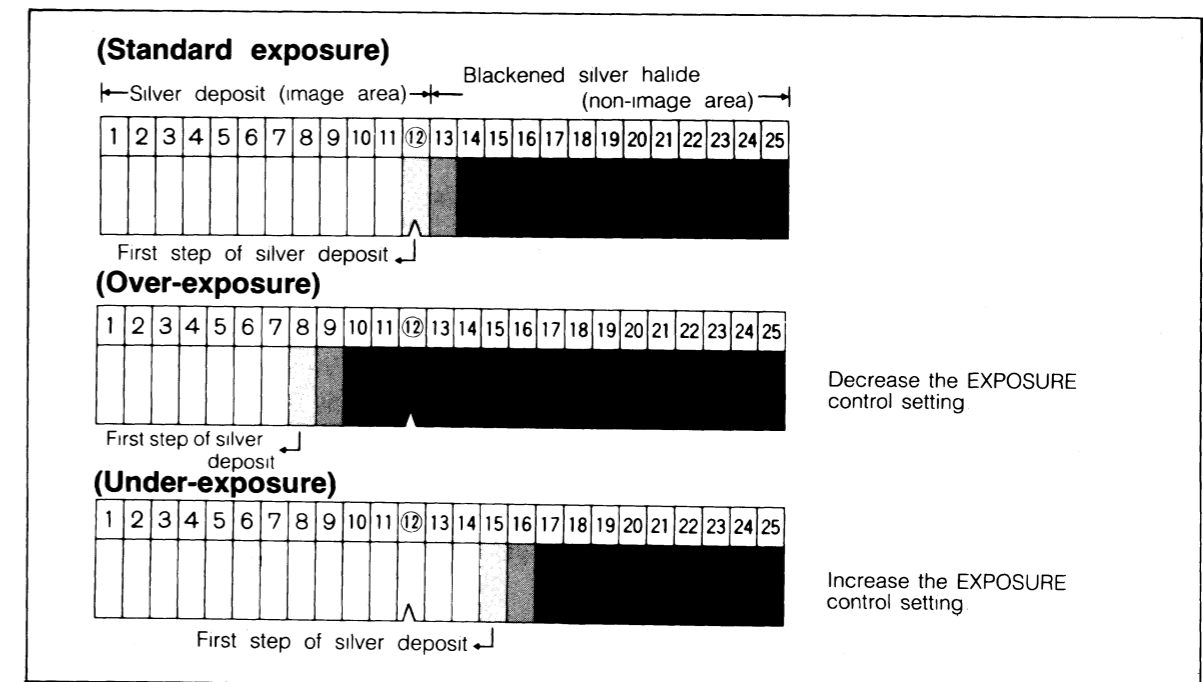 (Standard exposure)
Silver deposit (image area)
Blackened silver halide
(non-image area)
1 2 3 4 5 6 7 8 9 10 11 ⑫ 13 14 15 16 17 18 19 20 21 22 23 24 25
First step of silver deposit
(Over-exposure)
1 2 3 4 5 6 7 8 9 10 11 ⑫ 13 14 15 16 17 18 19 20 21 22 23 24 25
Decrease the EXPOSURE
control setting
First step of silver
deposit
(Under-exposure)
1 2 3 4 5 6 7 8 9 10 11 ⑫ 13 14 15 16 17 18 19 20 21 22 23 24 25
Increase the EXPOSURE
control setting
First step of silver deposit